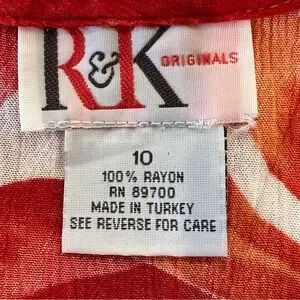 R&K ORIGINALS
10
100% RAYON
RN 89700
MADE IN TURKEY
SEE REVERSE FOR CARE